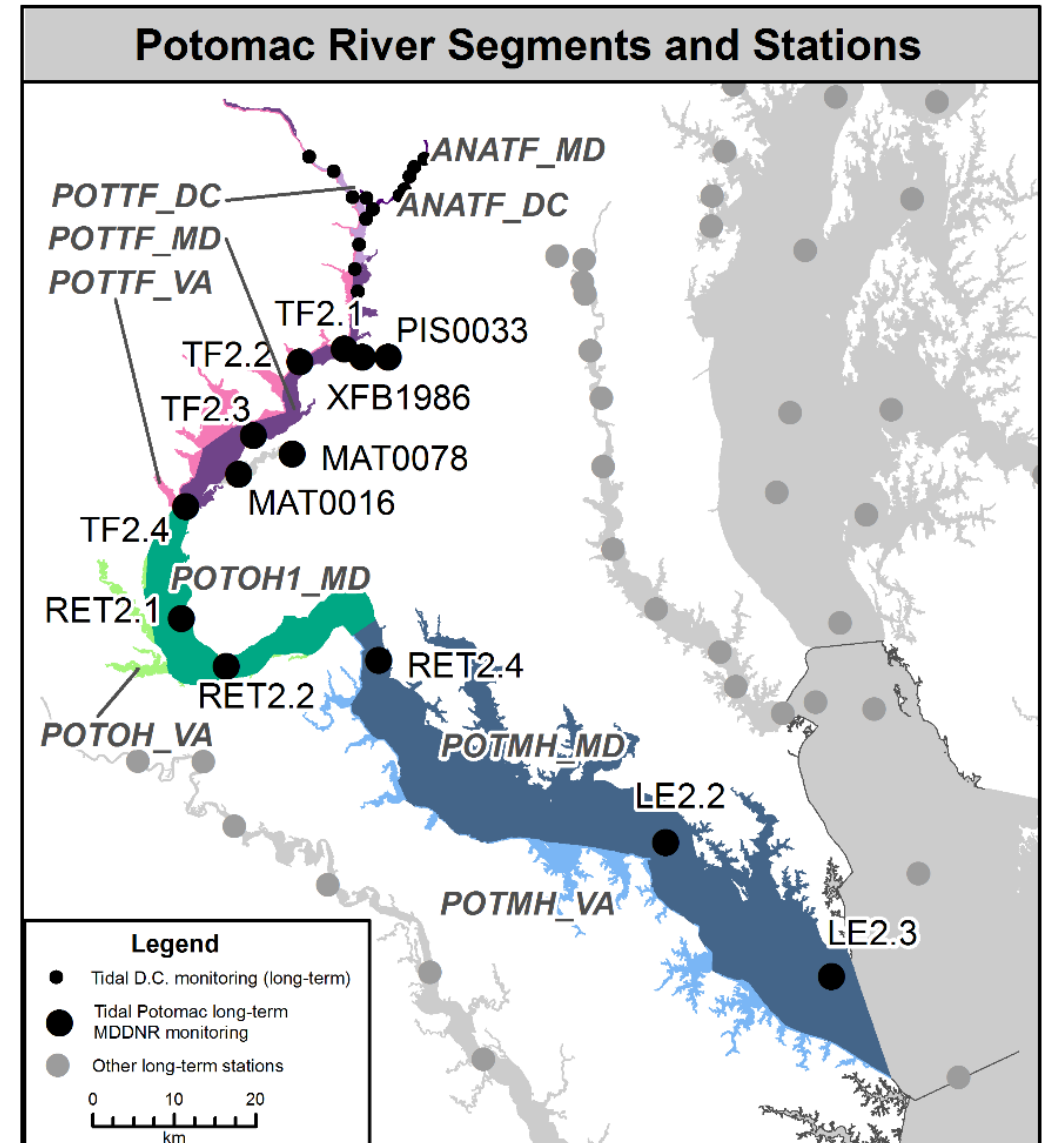 Potomac River Segments and Stations
ANATF_MD
POTTF_DC
ANATF_DC
POTTF_MD
POTTF_VA
TF2.1
PIS0033
TF2.2
XFB1986
TF2.3
MAT0078
MAT0016
TF2.4
POTOH1_MD
RET2.1
RET2.4
RET2.2
POTOH_VA
POTMH_MD
LE2.2
POTMH_VA
LE2.3
Legend
Tidal D.C. monitoring (long-term)
Tidal Potomac long-term
MDDNR monitoring
Other long-term stations
0 10 20
km